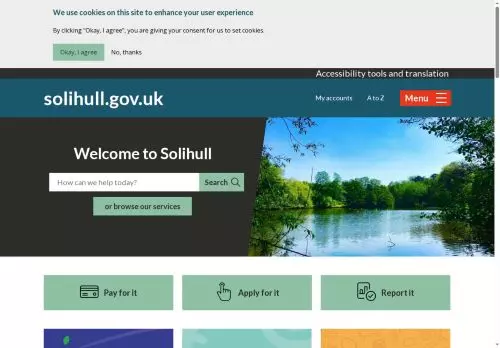 We use cookies on this site to enhance your user experience
By clicking "Okay, I agree", you are giving your consent for us to set cookies.
Okay, I agree
No, thanks
Accessibility tools and translation
solihull.gov.uk
My accounts
A to Z
Menu
Welcome to Solihull
How can we help today?
Search
or browse our services
Pay for it
Apply for it
Report it